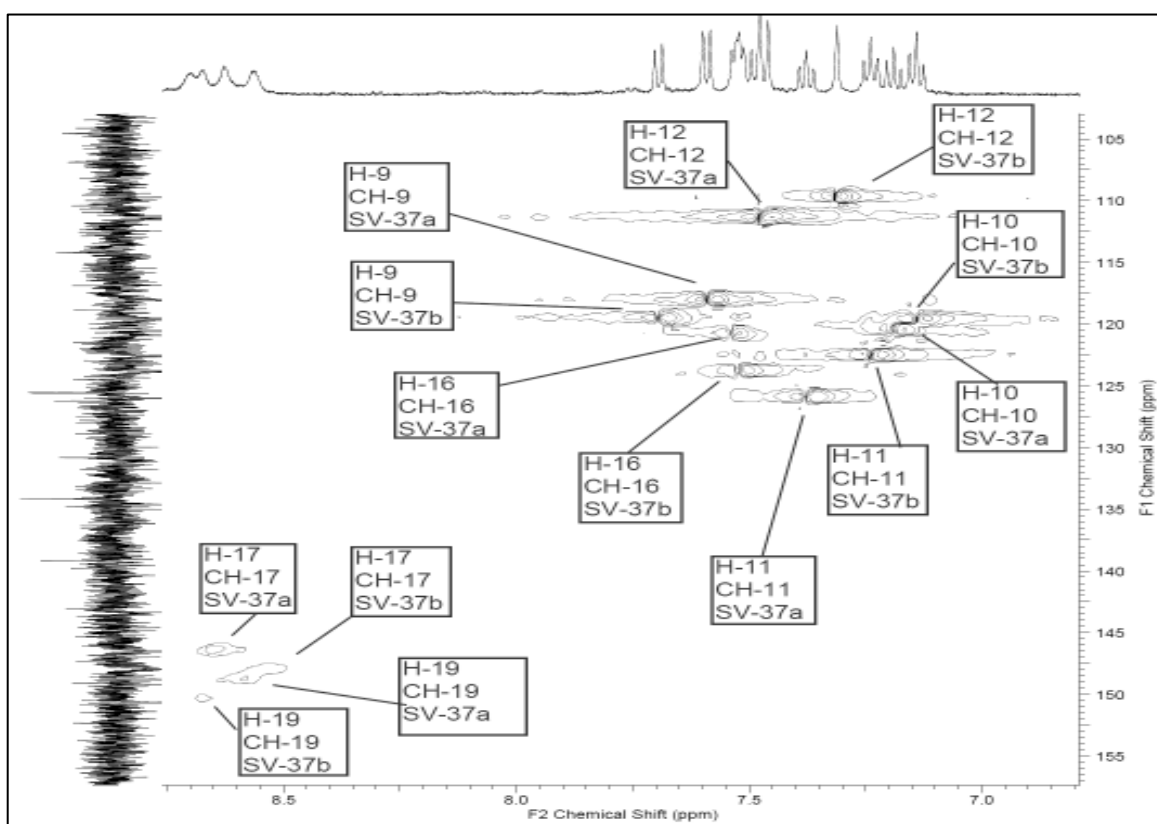 H-12
CH-12
SV-37b
H-12
CH-12
SV-37a
H-9
CH-9
SV-37a
H-10
CH-10
SV-37b
H-9
CH-9
SV-37b
H-16
CH-16
SV-37a
H-10
CH-10
SV-37a
H-16
CH-16
SV-37b
H-11
CH-11
SV-37b
H-17
CH-17
SV-37a
H-17
CH-17
SV-37b
H-11
CH-11
SV-37a
H-19
CH-19
SV-37a
H-19
CH-19
SV-37b
105
110
115
120
125
130
135
140
145
150
155
F1 Chemical Shift (ppm)
8.5 8.0 7.5 7.0
F2 Chemical Shift (ppm)